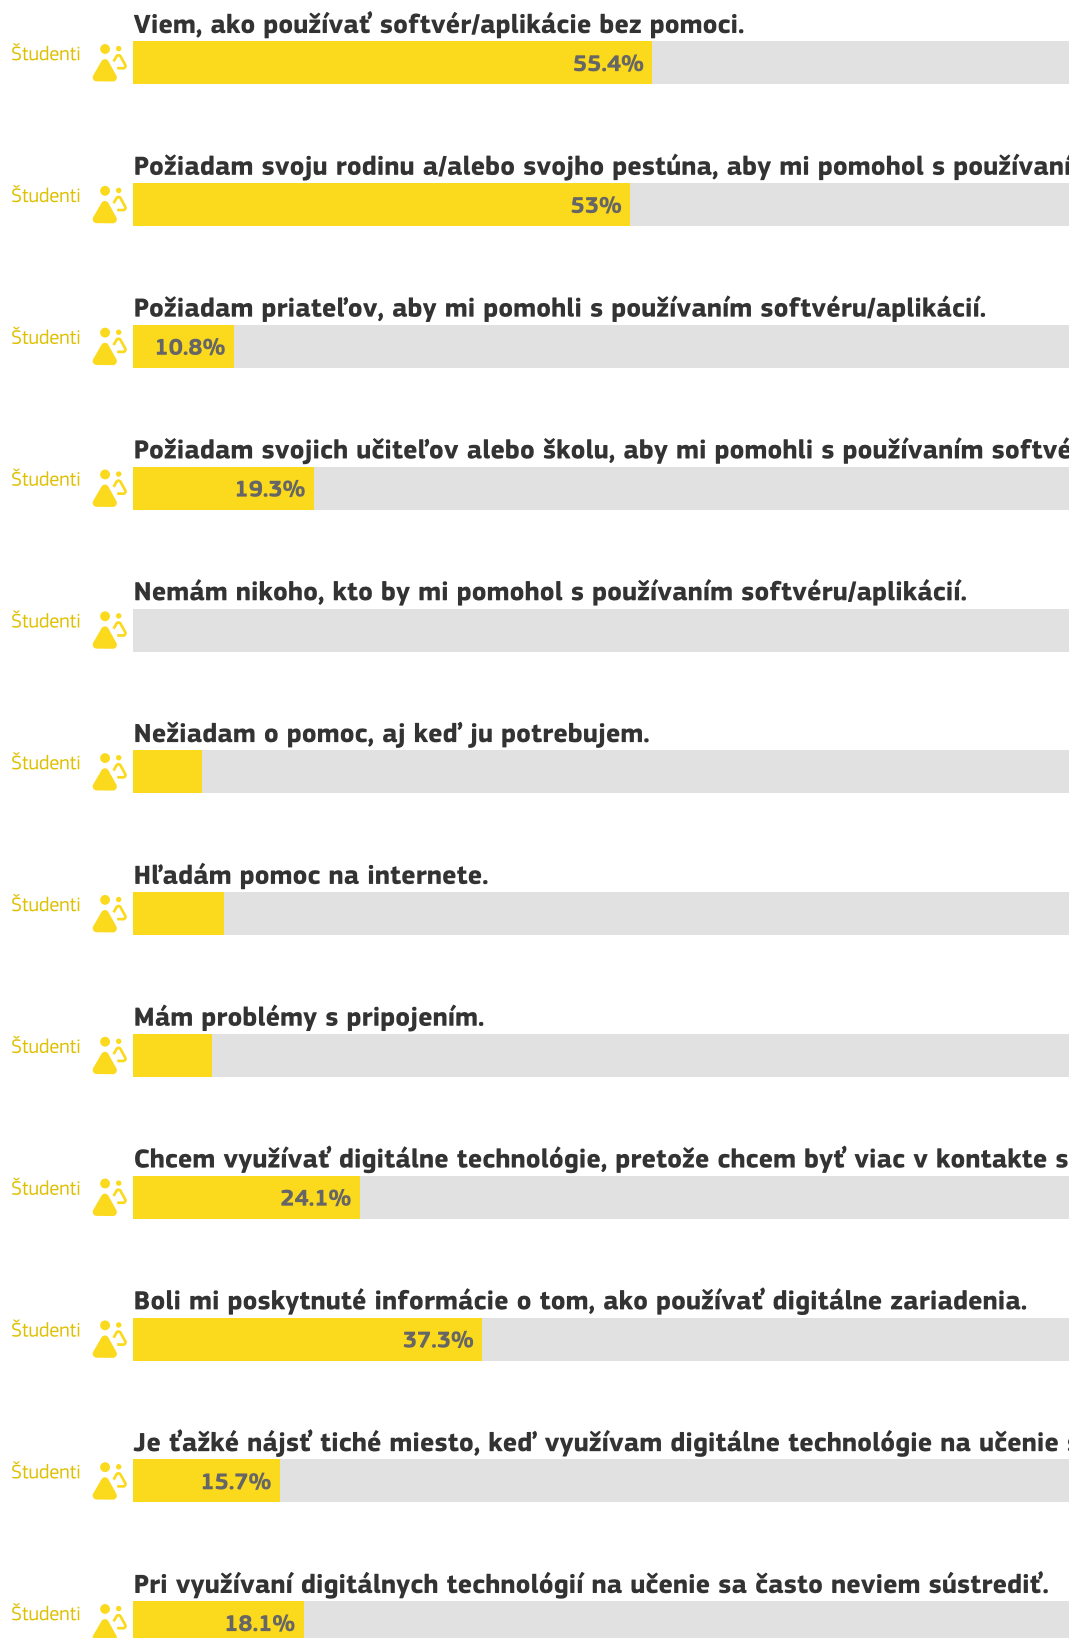 Viem, ako používať softvér/aplikácie bez pomoci.
Študenti
55.4%
Požiadam svoju rodinu a/alebo svojho pestúna, aby mi pomohol s používaní
Študenti
53%
Požiadam priateľov, aby mi pomohli s používaním softvéru/aplikácií.
Študenti
10.8%
Požiadam svojich učiteľov alebo školu, aby mi pomohli s používaním softvé
Študenti
19.3%
Nemám nikoho, kto by mi pomohol s používaním softvéru/aplikácií.
Študenti
Nežiadam o pomoc, aj keď ju potrebujem.
Študenti
Hľadám pomoc na internete.
Študenti
Mám problémy s pripojením.
Študenti
Chcem využívať digitálne technológie, pretože chcem byť viac v kontakte s
Študenti
24.1%
Boli mi poskytnuté informácie o tom, ako používať digitálne zariadenia.
Študenti
37.3%
Je ťažké nájsť tiché miesto, keď využívam digitálne technológie na učenie
Študenti
15.7%
Pri využívaní digitálnych technológií na učenie sa často neviem sústrediť.
Študenti
18.1%